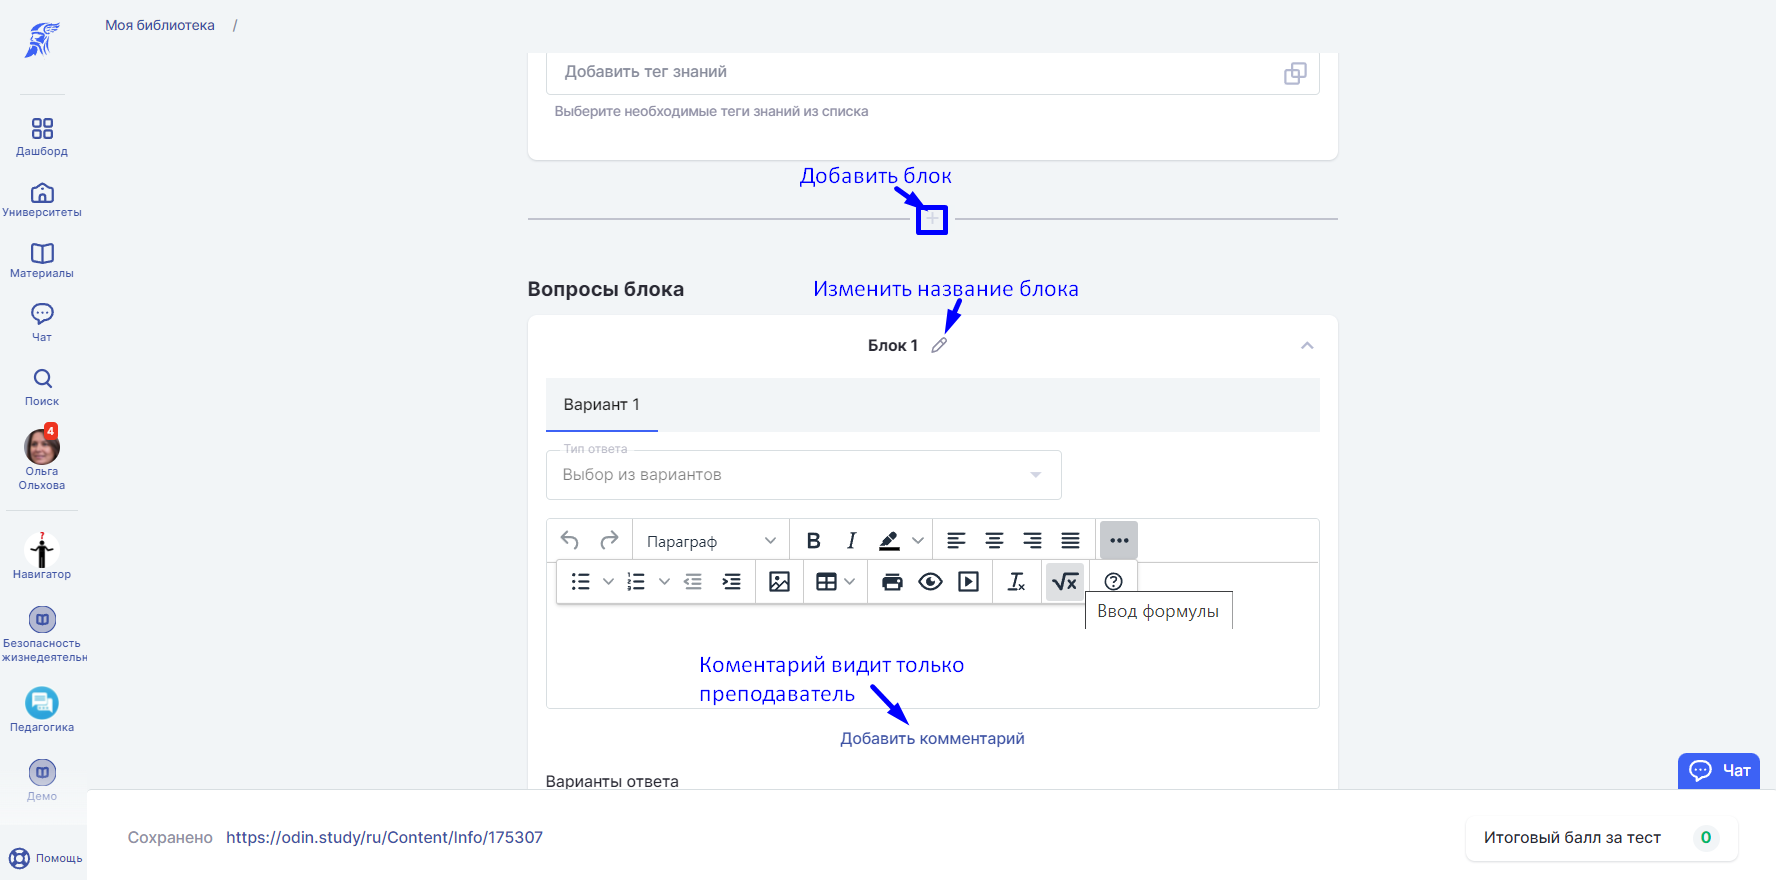 Моя библиотека /
Дашборд
Университеты
Материалы
Чат
Поиск
4
Ольга
Ольхова
?
Навигатор
Безопасность
жизнедеятельн
Педагогика
Демо
Помощь
Добавить тег знаний
Выберите необходимые теги знаний из списка
Добавить блок
+
Вопросы блока
Изменить название блока
Блок 1
Вариант 1
Тип ответа
Выбор из вариантов
Параграф
B I
Ввод формулы
Коментарий видит только
преподаватель
Добавить комментарий
Варианты ответа
Чат
Сохранено https://odin.study/ru/Content/Info/175307
Итоговый балл за тест 0